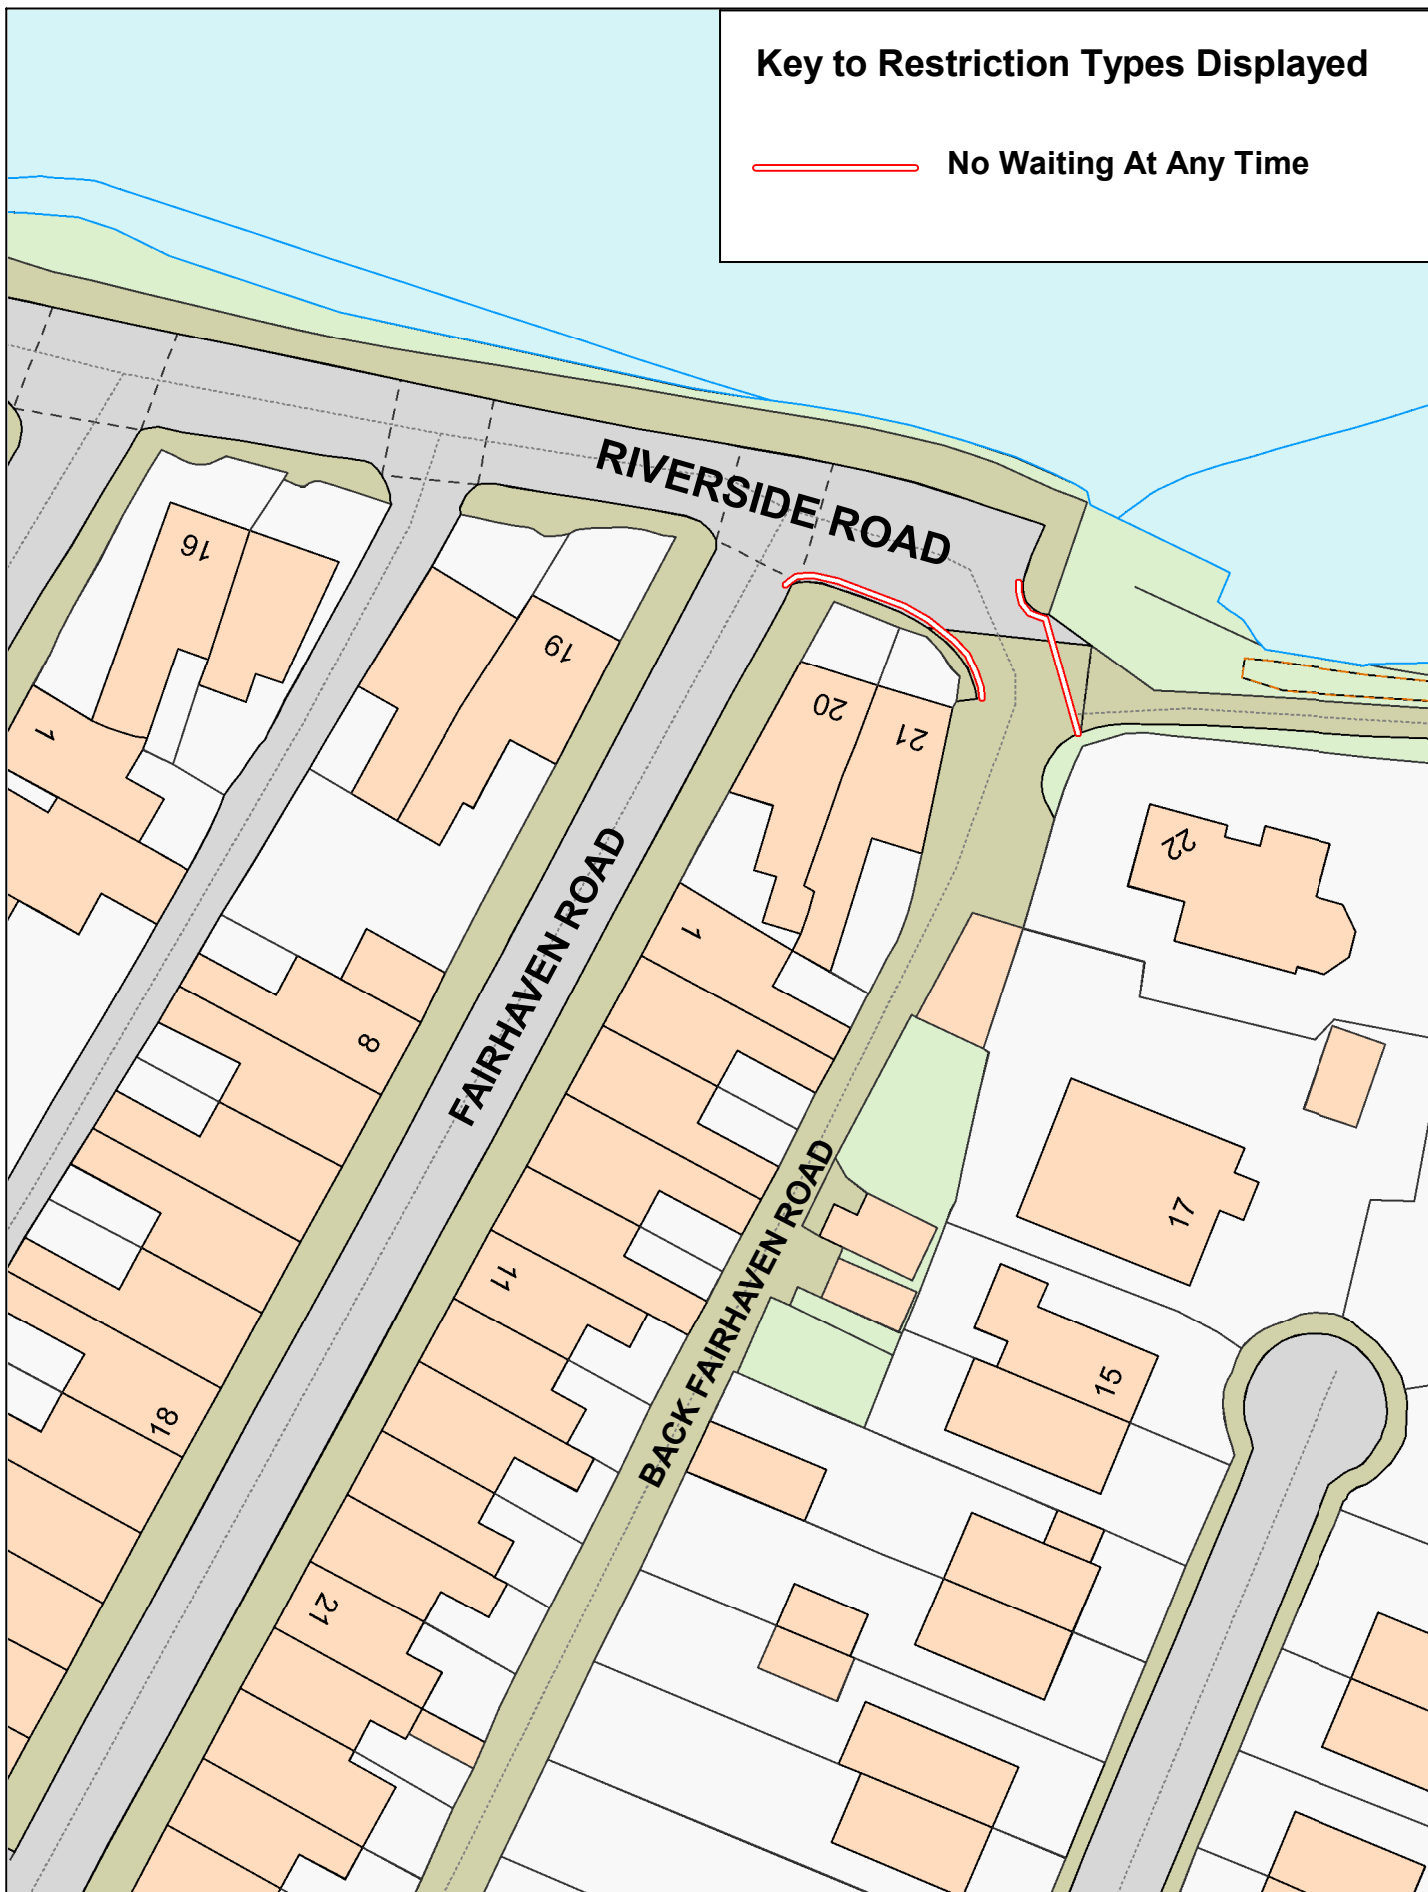 Key to Restriction Types Displayed
No Waiting At Any Time
RIVERSIDE ROAD
16
19
20
21
1
22
1
8
FAIRHAVEN ROAD
17
BACK FAIRHAVEN ROAD
11
15
18
21